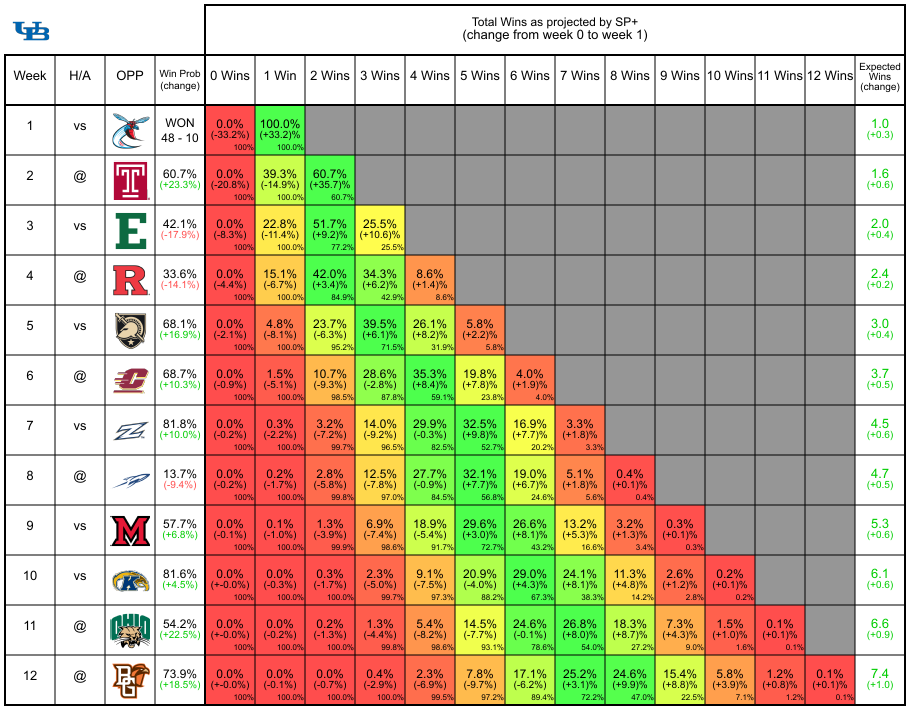 UB
Total Wins as projected by SP+
(change from week 0 to week 1)
Week H/A OPP Win Prob (change) 0 Wins 1 Win 2 Wins 3 Wins 4 Wins 5 Wins 6 Wins 7 Wins 8 Wins 9 Wins 10 Wins 11 Wins 12 Wins Expected Wins (change)
1 vs WON 0.0% 100.0% 1.0
48 - 10 (-33.2)% (+33.2)% (+0.3)
100% 100.0%
2 @ T 60.7% 0.0% 39.3% 60.7% 1.6
(+23.3%) (-20.8)% (-14.9)% (+35.7)% (+0.6)
100% 100.0% 60.7%
3 vs E 42.1% 0.0% 22.8% 51.7% 25.5% 2.0
(-17.9%) (-8.3)% (-11.4)% (+9.2)% (+10.6)% (+0.4)
100% 100.0% 77.2% 25.5%
4 @ R 33.6% 0.0% 15.1% 42.0% 34.3% 8.6% 2.4
(-14.1%) (-4.4)% (-6.7)% (+3.4)% (+6.2)% (+1.4)% (+0.2)
100% 100.0% 84.9% 42.9% 8.6%
5 vs 68.1% 0.0% 4.8% 23.7% 39.5% 26.1% 5.8% 3.0
(+16.9%) (-2.1)% (-8.1)% (-6.3)% (+6.1)% (+8.2)% (+2.2)% (+0.4)
100% 100.0% 95.2% 71.5% 31.9% 5.8%
6 @ C 68.7% 0.0% 1.5% 10.7% 28.6% 35.3% 19.8% 4.0% 3.7
(+10.3%) (-0.9)% (-5.1)% (-9.3)% (-2.8)% (+8.4)% (+7.8)% (+1.9)% (+0.5)
100% 100.0% 98.5% 87.8% 59.1% 23.8% 4.0%
7 vs Z 81.8% 0.0% 0.3% 3.2% 14.0% 29.9% 32.5% 16.9% 3.3% 4.5
(+10.0%) (-0.2)% (-2.2)% (-7.2)% (-9.2)% (-0.3)% (+9.8)% (+7.7)% (+1.8)% (+0.6)
100% 100.0% 99.7% 96.5% 82.5% 52.7% 20.2% 3.3%
8 @ 13.7% 0.0% 0.2% 2.8% 12.5% 27.7% 32.1% 19.0% 5.1% 0.4% 4.7
(-9.4%) (-0.2)% (-1.7)% (-5.8)% (-7.8)% (-0.9)% (+7.7)% (+6.7)% (+1.8)% (+0.1)% (+0.5)
100% 100.0% 99.8% 97.0% 84.5% 56.8% 24.6% 5.6% 0.4%
9 vs M 57.7% 0.0% 0.1% 1.3% 6.9% 18.9% 29.6% 26.6% 13.2% 3.2% 0.3% 5.3
(+6.8%) (-0.1)% (-1.0)% (-3.9)% (-7.4)% (-5.4)% (+3.0)% (+8.1)% (+5.3)% (+1.3)% (+0.1)% (+0.6)
100% 100.0% 99.9% 98.6% 91.7% 72.7% 43.2% 16.6% 3.4% 0.3%
10 vs K 81.6% 0.0% 0.0% 0.3% 2.3% 9.1% 20.9% 29.0% 24.1% 11.3% 2.6% 0.2% 6.1
(+4.5%) (+-0.0)% (-0.3)% (-1.7)% (-5.0)% (-7.5)% (-4.0)% (+4.3)% (+8.1)% (+4.8)% (+1.2)% (+0.1)% (+0.6)
100% 100.0% 100.0% 99.7% 97.3% 88.2% 67.3% 38.3% 14.2% 2.8% 0.2%
11 @ OHIO 54.2% 0.0% 0.0% 0.2% 1.3% 5.4% 14.5% 24.6% 26.8% 18.3% 7.3% 1.5% 0.1% 6.6
(+22.5%) (+-0.0)% (-0.2)% (-1.3)% (-4.4)% (-8.2)% (-7.7)% (-0.1)% (+8.0)% (+8.7)% (+4.3)% (+1.0)% (+0.1)% (+0.9)
100% 100.0% 100.0% 99.8% 98.6% 93.1% 78.6% 54.0% 27.2% 9.0% 1.6% 0.1%
12 @ BG 73.9% 0.0% 0.0% 0.0% 0.4% 2.3% 7.8% 17.1% 25.2% 24.6% 15.4% 5.8% 1.2% 0.1% 7.4
(+18.5%) (+-0.0)% (-0.1)% (-0.7)% (-2.9)% (-6.9)% (-9.7)% (-6.2)% (+3.1)% (+9.9)% (+8.8)% (+3.9)% (+0.8)% (+0.1)% (+1.0)
100% 100.0% 100.0% 100.0% 99.5% 97.2% 89.4% 72.2% 47.0% 22.5% 7.1% 1.2% 0.1%